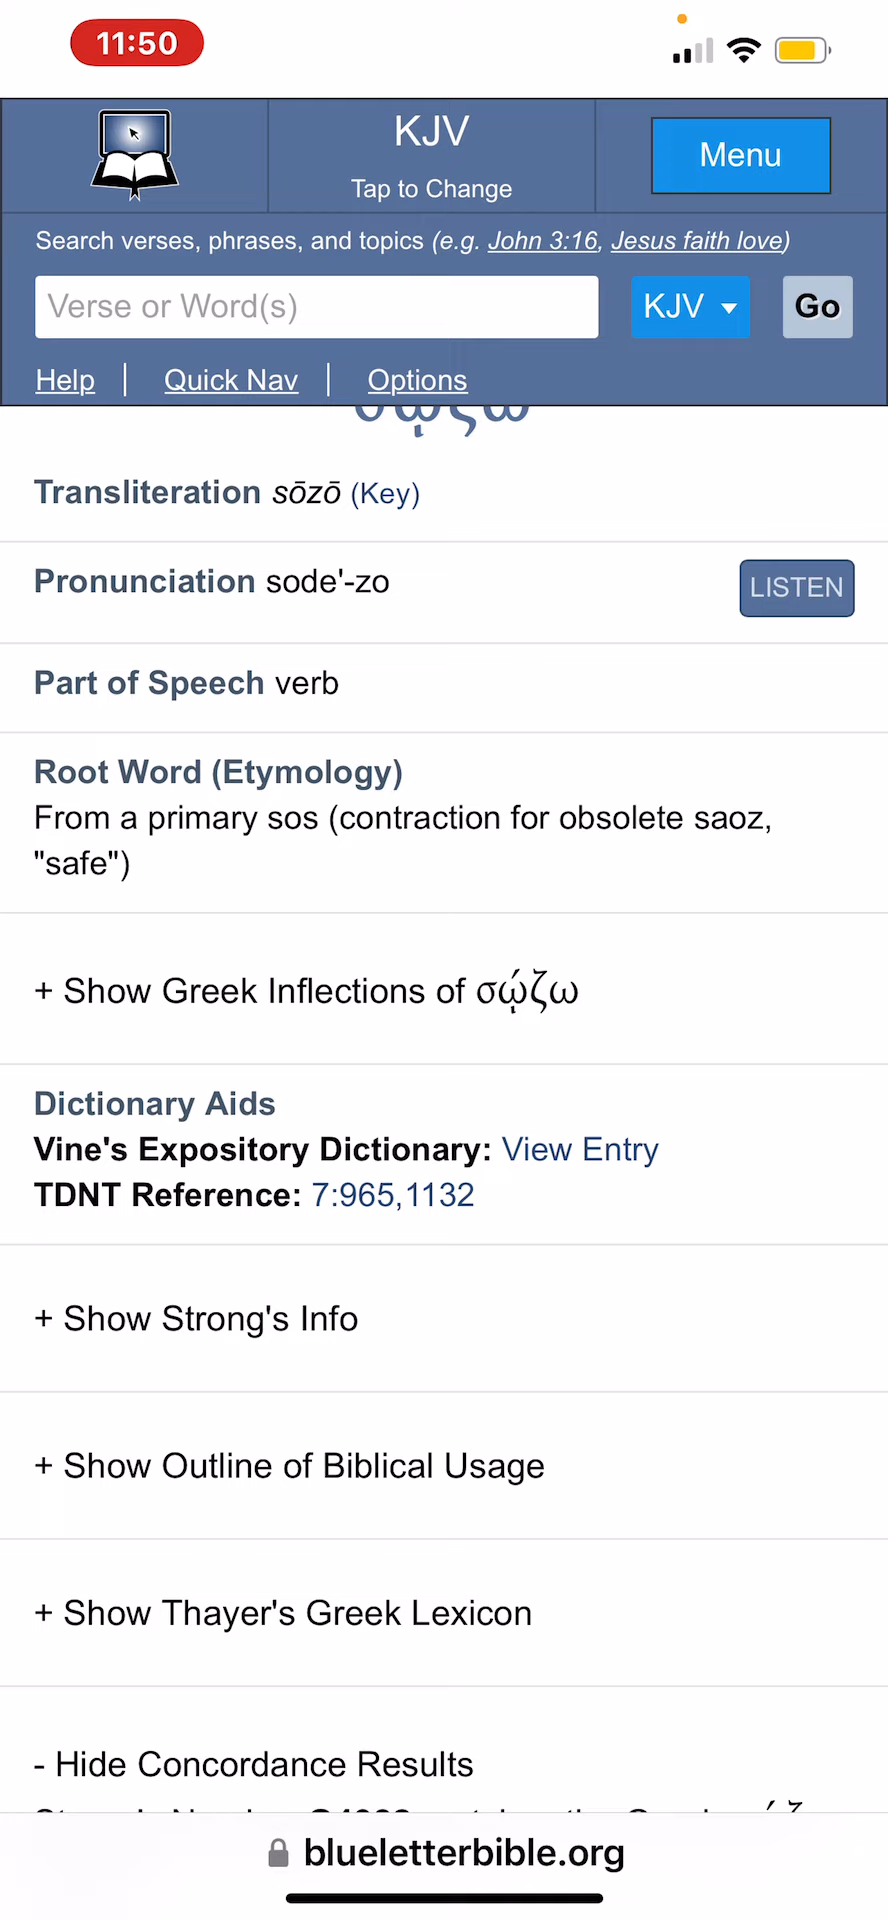 11:50
KJV
Tap to Change
Menu
Search verses, phrases, and topics (e.g. John 3:16, Jesus faith love)
Verse or Word(s)
KJV
Go
Help | Quick Nav | Options
Transliteration sōzō (Key)
Pronunciation sode'-zo
LISTEN
Part of Speech verb
Root Word (Etymology)
From a primary sos (contraction for obsolete saoz,
"safe")
+ Show Greek Inflections of σῴζω
Dictionary Aids
Vine's Expository Dictionary: View Entry
TDNT Reference: 7:965,1132
+ Show Strong's Info
+ Show Outline of Biblical Usage
+ Show Thayer's Greek Lexicon
- Hide Concordance Results
blueletterbible.org